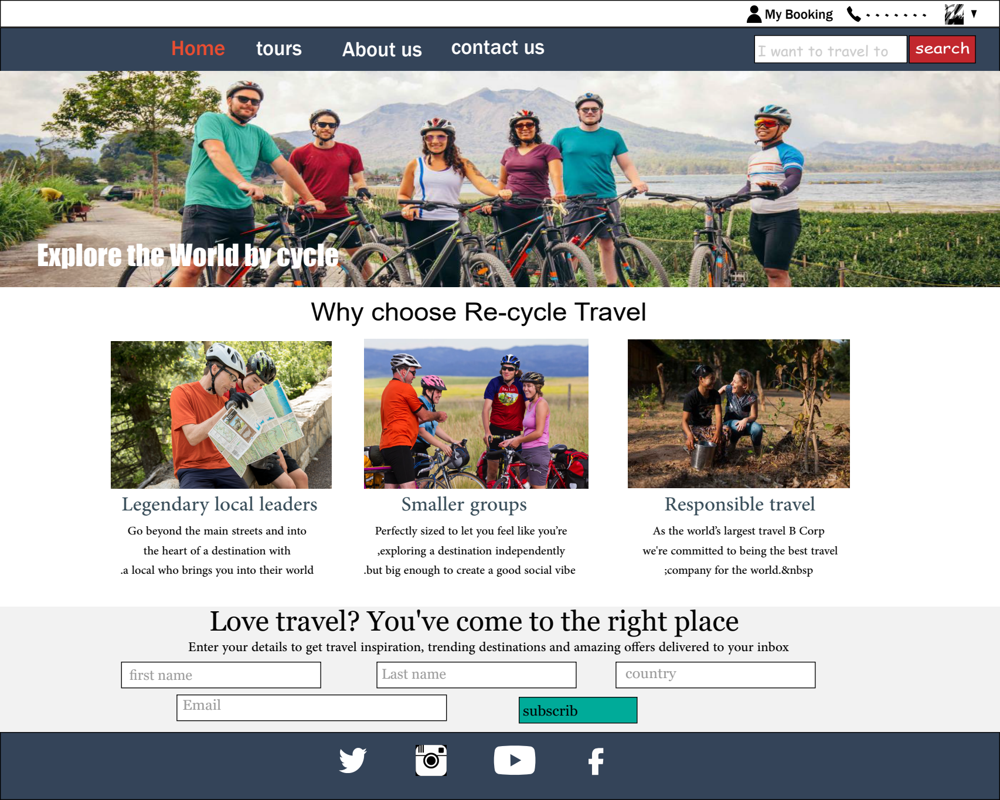 My Booking
Home tours About us contact us
I want to travel to search
Explore the World by cycle
Why choose Re-cycle Travel
Legendary local leaders
Go beyond the main streets and into
the heart of a destination with
.a local who brings you into their world
Smaller groups
Perfectly sized to let you feel like you’re
,exploring a destination independently
.but big enough to create a good social vibe
Responsible travel
As the world’s largest travel B Corp
we're committed to being the best travel
;company for the world.&nbsp
Love travel? You've come to the right place
Enter your details to get travel inspiration, trending destinations and amazing offers delivered to your inbox
first name
Last name
country
Email
subscrib